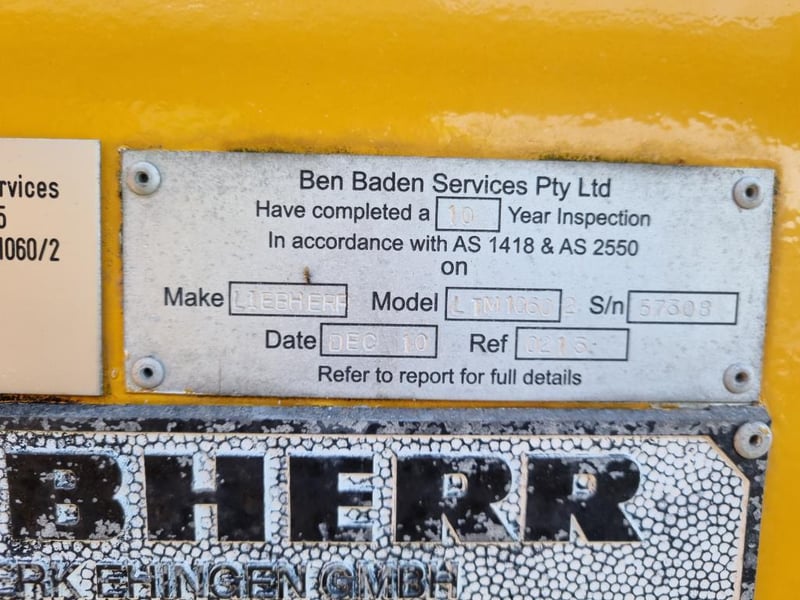 rvices
5
1060/2
Ben Baden Services Pty Ltd
Have completed a 10 Year Inspection
In accordance with AS 1418 & AS 2550
on
Make LIEBHERR Model LTM1060/2 S/n 57308
Date DEC 10 Ref 0215
Refer to report for full details
BHERR
ERK EHINGEN GMBH